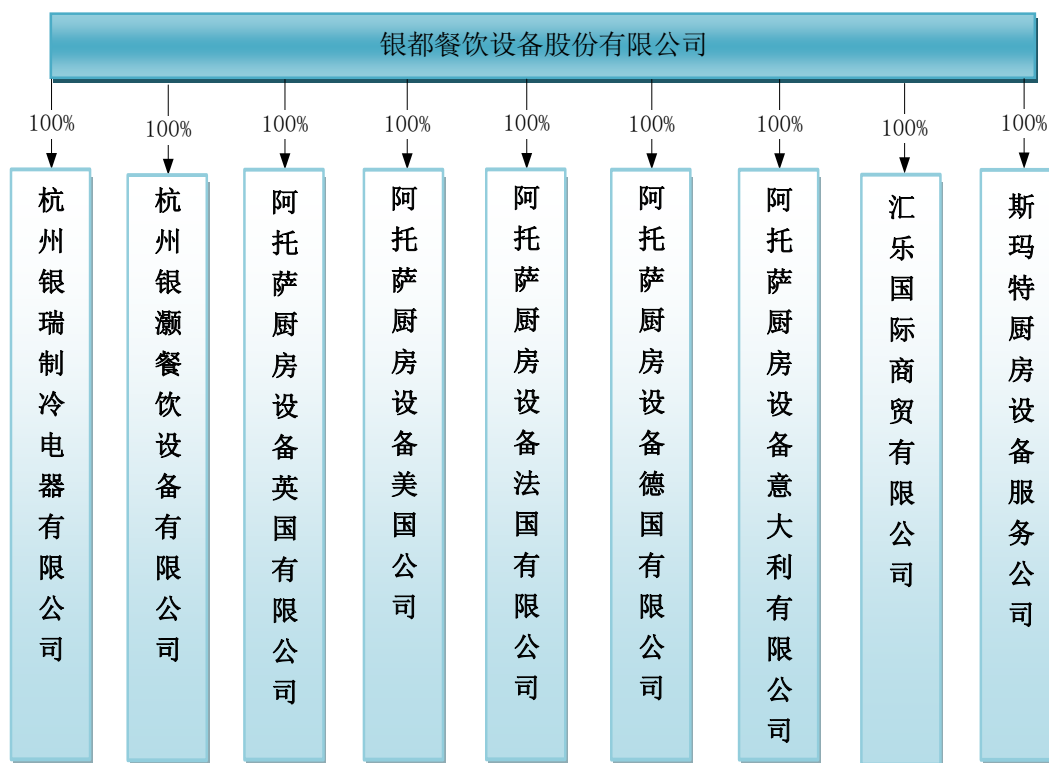 银都餐饮设备股份有限公司
100%
100%
100%
100%
100%
100%
100%
100%
100%
杭州银瑞制冷电器有限公司
杭州银灏餐饮设备有限公司
阿托萨厨房设备英国有限公司
阿托萨厨房设备美国公司
阿托萨厨房设备法国有限公司
阿托萨厨房设备德国有限公司
阿托萨厨房设备意大利有限公司
汇乐国际商贸有限公司
斯玛特厨房设备服务公司